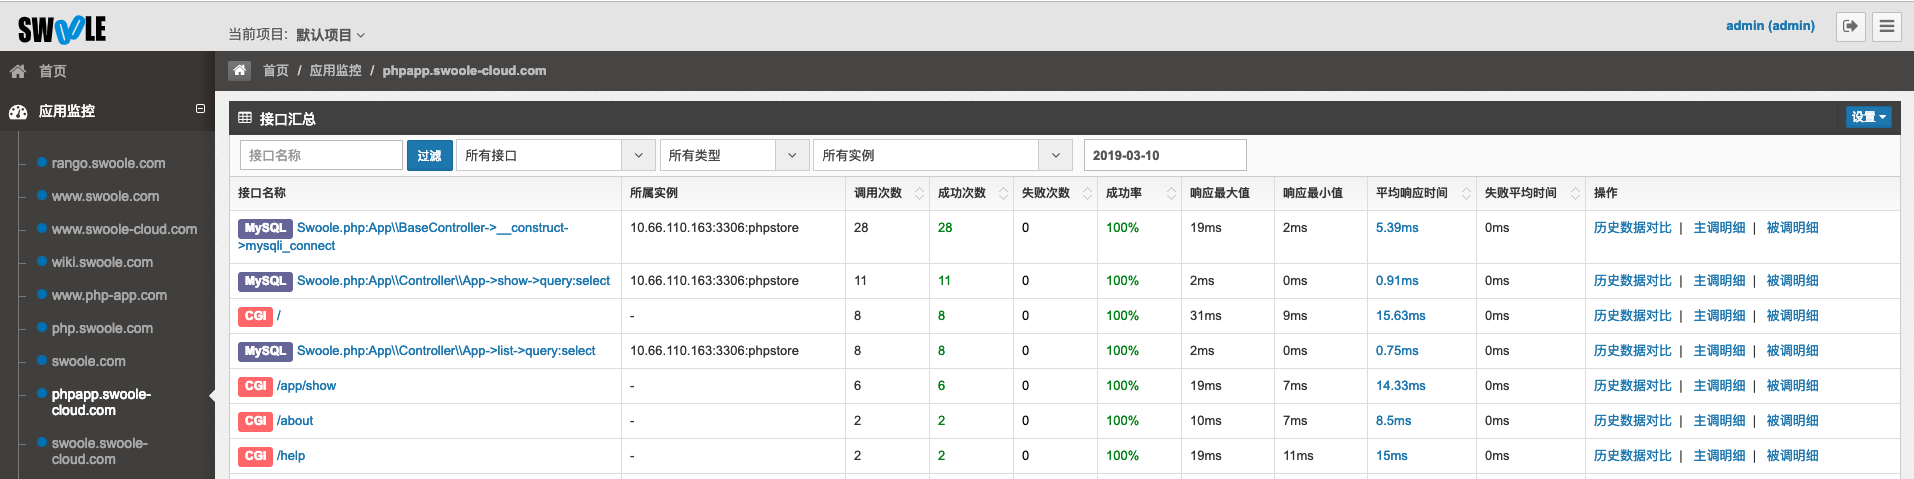 SWOOLE
当前项目: 默认项目
admin (admin)
首页
应用监控
rango.swoole.com
www.swoole.com
www.swoole-cloud.com
wiki.swoole.com
www.php-app.com
php.swoole.com
swoole.com
phpapp.swoole-
cloud.com
swoole.swoole-
cloud.com
首页 / 应用监控 / phpapp.swoole-cloud.com
接口汇总 设置
接口名称 过滤 所有接口 所有类型 所有实例 2019-03-10
接口名称 所属实例 调用次数 成功次数 失败次数 成功率 响应最大值 响应最小值 平均响应时间 失败平均时间 操作
MySQL Swoole.php:App\\BaseController->__construct- 10.66.110.163:3306:phpstore 28 28 0 100% 19ms 2ms 5.39ms 0ms 历史数据对比 | 主调明细 | 被调明细
>mysqli_connect
MySQL Swoole.php:App\\Controller\\App->show->query:select 10.66.110.163:3306:phpstore 11 11 0 100% 2ms 0ms 0.91ms 0ms 历史数据对比 | 主调明细 | 被调明细
CGI / - 8 8 0 100% 31ms 9ms 15.63ms 0ms 历史数据对比 | 主调明细 | 被调明细
MySQL Swoole.php:App\\Controller\\App->list->query:select 10.66.110.163:3306:phpstore 8 8 0 100% 2ms 0ms 0.75ms 0ms 历史数据对比 | 主调明细 | 被调明细
CGI /app/show - 6 6 0 100% 19ms 7ms 14.33ms 0ms 历史数据对比 | 主调明细 | 被调明细
CGI /about - 2 2 0 100% 10ms 7ms 8.5ms 0ms 历史数据对比 | 主调明细 | 被调明细
CGI /help - 2 2 0 100% 19ms 11ms 15ms 0ms 历史数据对比 | 主调明细 | 被调明细